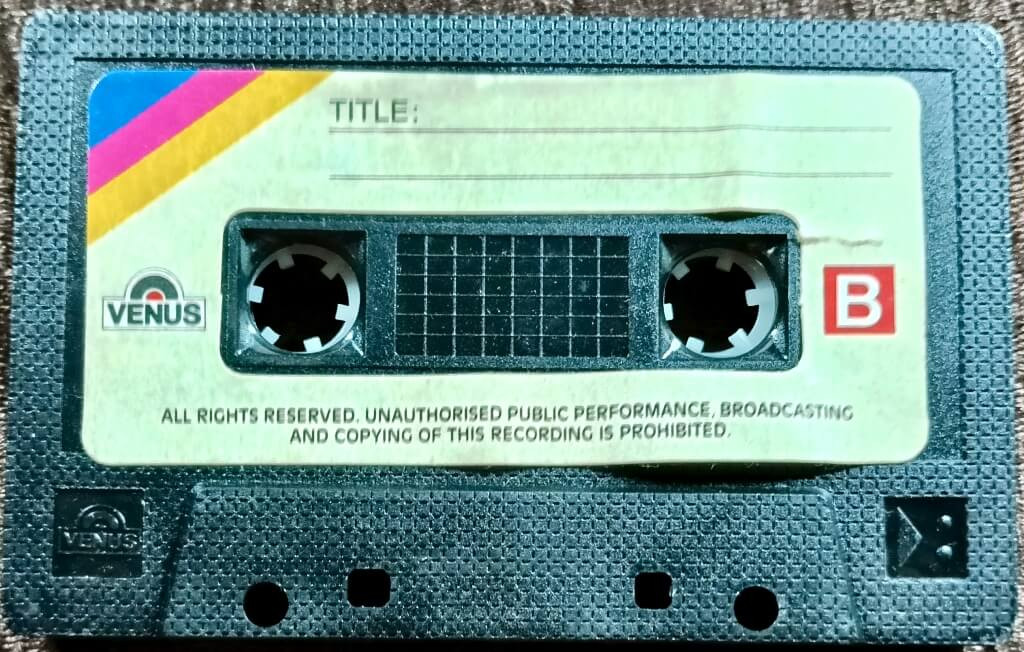 TITLE:
VENUS
B
ALL RIGHTS RESERVED. UNAUTHORISED PUBLIC PERFORMANCE, BROADCASTING
AND COPYING OF THIS RECORDING IS PROHIBITED.
VENUS